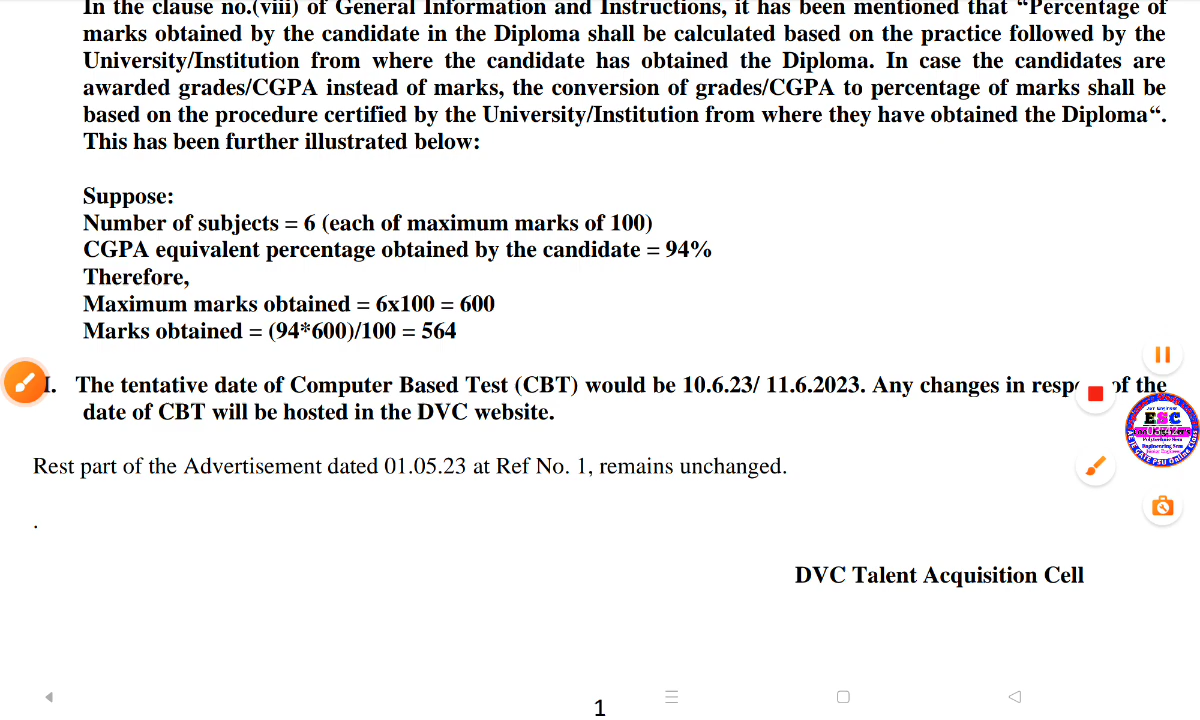 In the clause no.(viii) of General Information and Instructions, it has been mentioned that “Percentage of
marks obtained by the candidate in the Diploma shall be calculated based on the practice followed by the
University/Institution from where the candidate has obtained the Diploma. In case the candidates are
awarded grades/CGPA instead of marks, the conversion of grades/CGPA to percentage of marks shall be
based on the procedure certified by the University/Institution from where they have obtained the Diploma“.
This has been further illustrated below:
Suppose:
Number of subjects = 6 (each of maximum marks of 100)
CGPA equivalent percentage obtained by the candidate = 94%
Therefore,
Maximum marks obtained = 6x100 = 600
Marks obtained = (94*600)/100 = 564
I. The tentative date of Computer Based Test (CBT) would be 10.6.23/ 11.6.2023. Any changes in of the
date of CBT will be hosted in the DVC website.
ESC
Rest part of the Advertisement dated 01.05.23 at Ref No. 1, remains unchanged.
.
DVC Talent Acquisition Cell
1